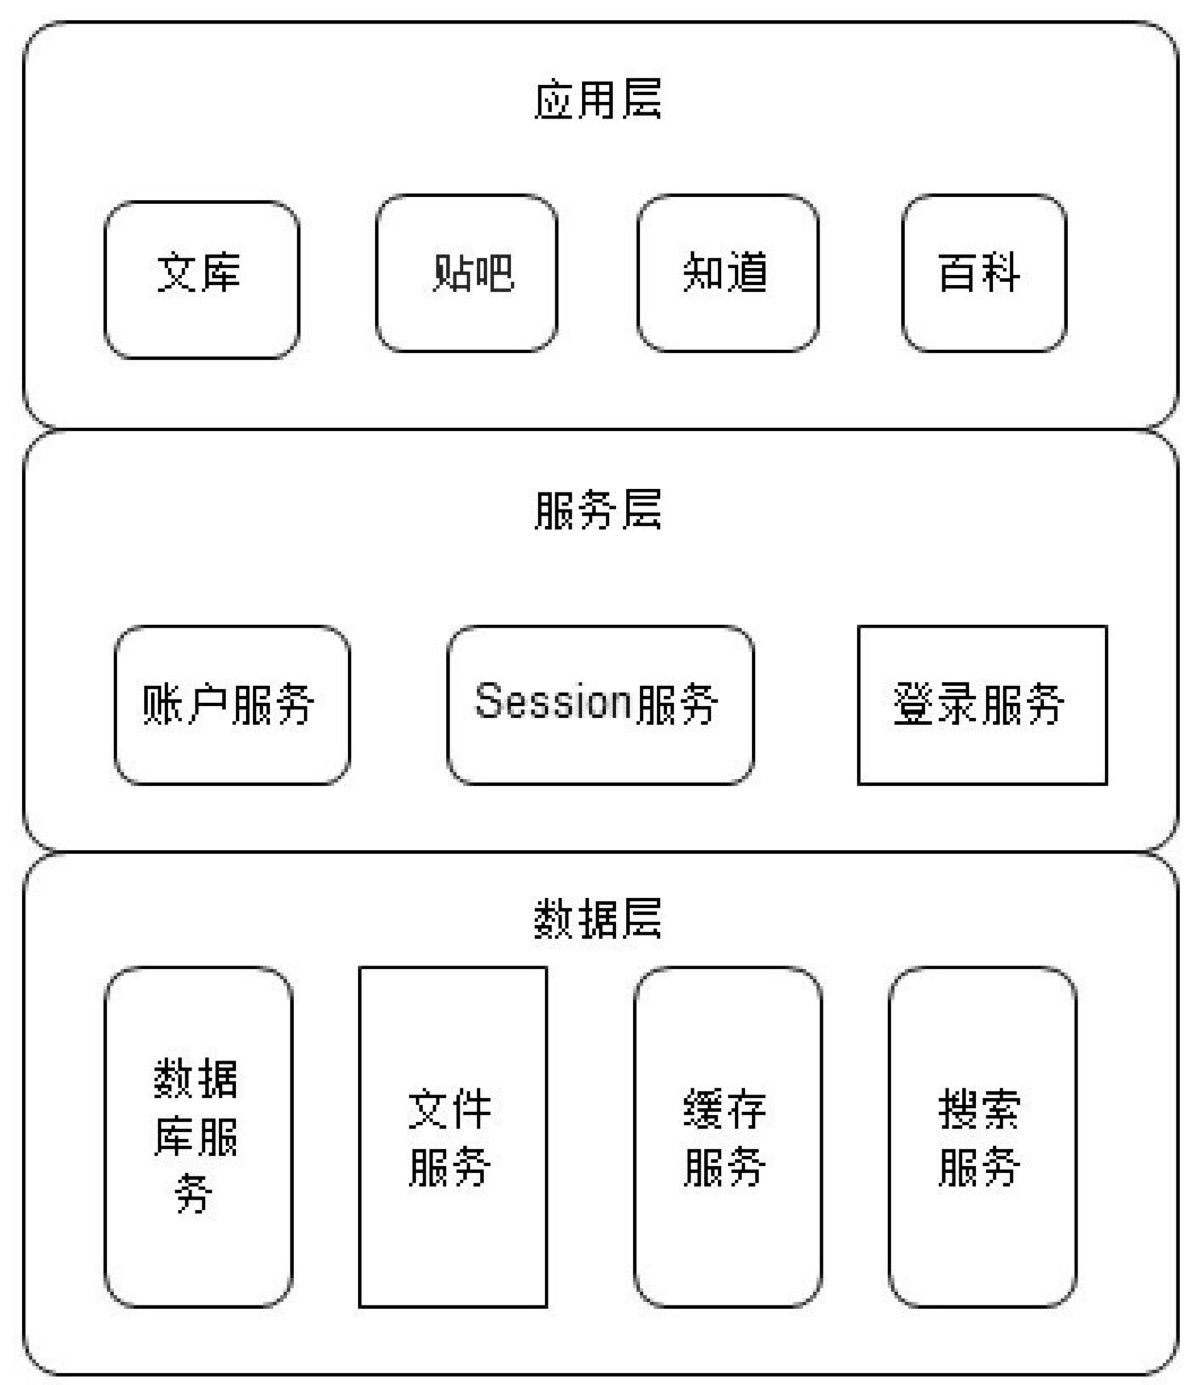 应用层
文库
贴吧
知道
百科
服务层
账户服务
Session服务
登录服务
数据层
数据
库服
务
文件
服务
缓存
服务
搜索
服务